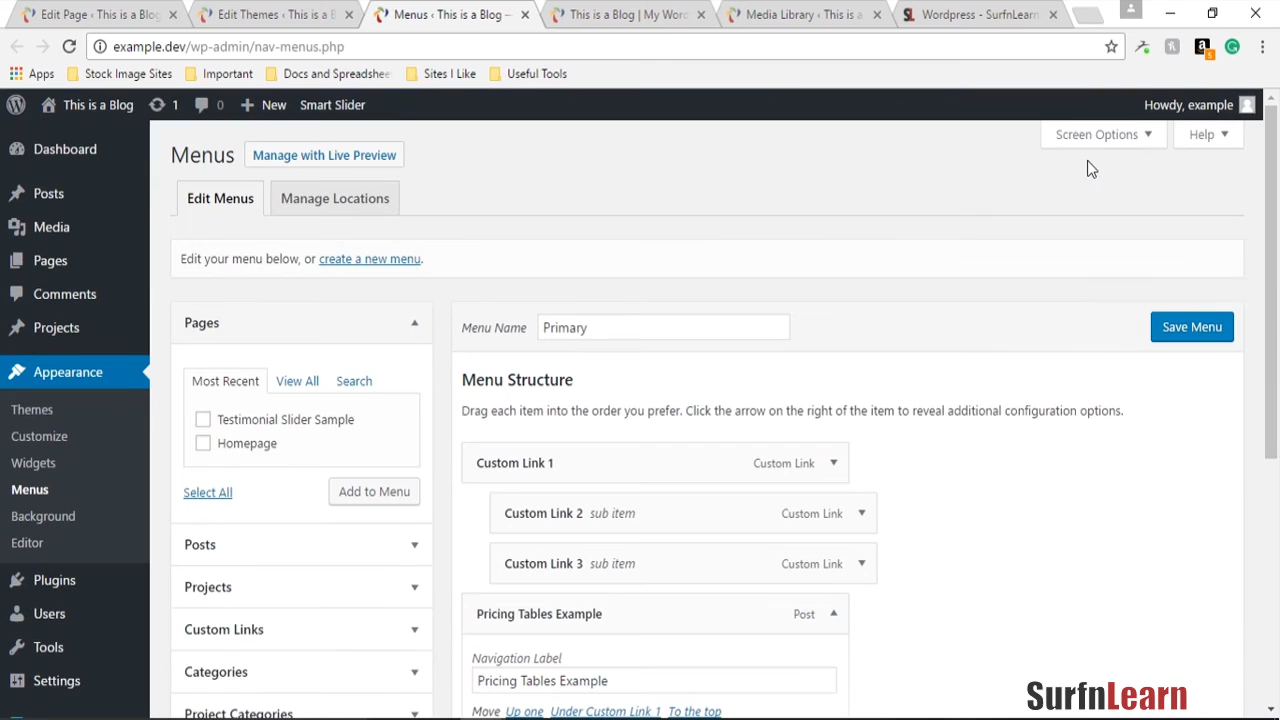 Edit Page ‹ This is a Blog
Edit Themes ‹ This is a B
Menus ‹ This is a Blog —
This is a Blog | My Wor
Media Library ‹ This is a
SL Wordpress - SurfnLearn
example.dev/wp-admin/nav-menus.php
Apps
Stock Image Sites
Important
Docs and Spreadshee
Sites I Like
Useful Tools
This is a Blog
1
0
New
Smart Slider
Howdy, example
Screen Options
Help
Dashboard
Posts
Media
Pages
Comments
Projects
Appearance
Themes
Customize
Widgets
Menus
Background
Editor
Plugins
Users
Tools
Settings
Menus
Manage with Live Preview
Edit Menus
Manage Locations
Edit your menu below, or create a new menu.
Pages
Most Recent
View All
Search
Testimonial Slider Sample
Homepage
Select All
Add to Menu
Posts
Projects
Custom Links
Categories
Project Categories
Menu Name
Primary
Save Menu
Menu Structure
Drag each item into the order you prefer. Click the arrow on the right of the item to reveal additional configuration options.
Custom Link 1
Custom Link
Custom Link 2 sub item
Custom Link
Custom Link 3 sub item
Custom Link
Pricing Tables Example
Post
Navigation Label
Pricing Tables Example
Move Up one Under Custom Link 1 To the top
SurfnLearn